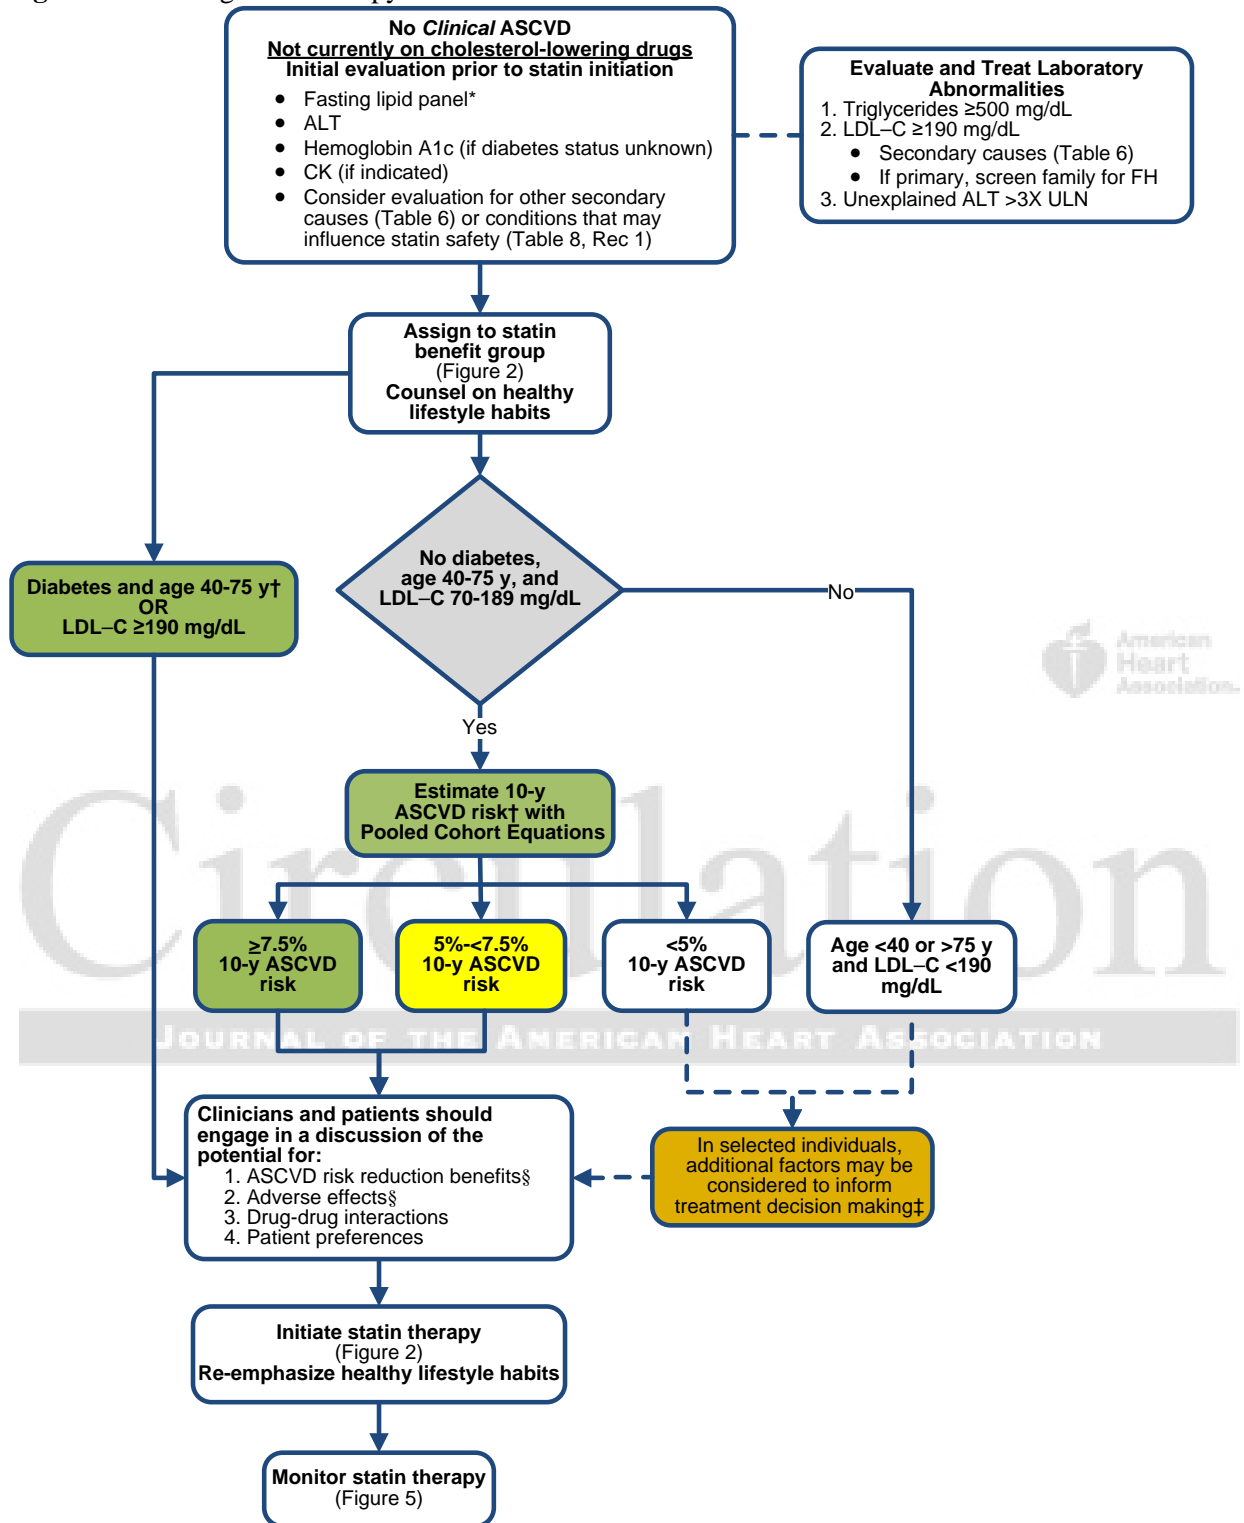 No Clinical ASCVD
Not currently on cholesterol-lowering drugs
Initial evaluation prior to statin initiation
● Fasting lipid panel*
● ALT
● Hemoglobin A1c (if diabetes status unknown)
● CK (if indicated)
● Consider evaluation for other secondary
causes (Table 6) or conditions that may
influence statin safety (Table 8, Rec 1)
Evaluate and Treat Laboratory
Abnormalities
1. Triglycerides ≥500 mg/dL
2. LDL–C ≥190 mg/dL
● Secondary causes (Table 6)
● If primary, screen family for FH
3. Unexplained ALT >3X ULN
Assign to statin
benefit group
(Figure 2)
Counsel on healthy
lifestyle habits
Diabetes and age 40-75 y†
OR
LDL–C ≥190 mg/dL
No diabetes,
age 40-75 y, and
LDL–C 70-189 mg/dL
No
American
Heart
Association
Yes
Estimate 10-y
ASCVD risk† with
Pooled Cohort Equations
Circulation
≥7.5%
10-y ASCVD
risk
5%-<7.5%
10-y ASCVD
risk
<5%
10-y ASCVD
risk
Age <40 or >75 y
and LDL–C <190
mg/dL
JOURNAL OF THE AMERICAN HEART ASSOCIATION
Clinicians and patients should
engage in a discussion of the
potential for:
1. ASCVD risk reduction benefits§
2. Adverse effects§
3. Drug-drug interactions
4. Patient preferences
In selected individuals,
additional factors may be
considered to inform
treatment decision making‡
Initiate statin therapy
(Figure 2)
Re-emphasize healthy lifestyle habits
Monitor statin therapy
(Figure 5)